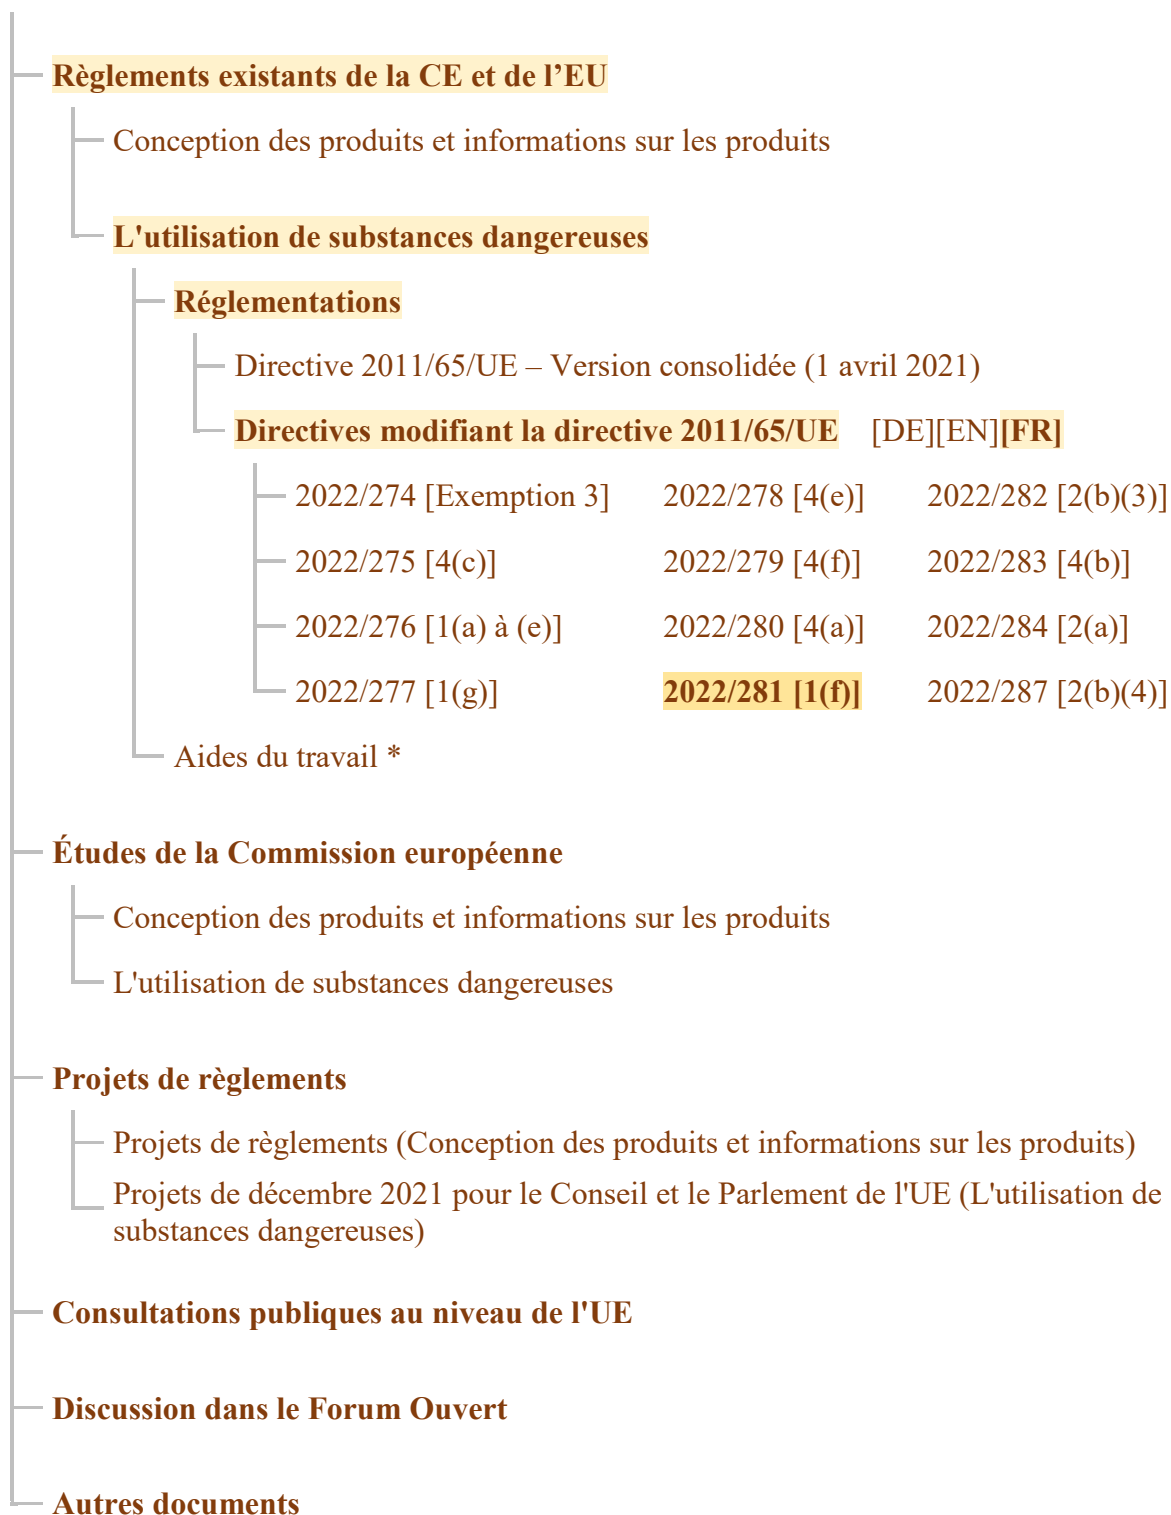 Règlements existants de la CE et de l’EU
Conception des produits et informations sur les produits
L'utilisation de substances dangereuses
Réglementations
Directive 2011/65/UE – Version consolidée (1 avril 2021)
Directives modifiant la directive 2011/65/UE [DE][EN][FR]
2022/274 [Exemption 3] 2022/278 [4(e)] 2022/282 [2(b)(3)]
2022/275 [4(c)] 2022/279 [4(f)] 2022/283 [4(b)]
2022/276 [1(a) à (e)] 2022/280 [4(a)] 2022/284 [2(a)]
2022/277 [1(g)] 2022/281 [1(f)] 2022/287 [2(b)(4)]
Aides du travail *
Études de la Commission européenne
Conception des produits et informations sur les produits
L'utilisation de substances dangereuses
Projets de règlements
Projets de règlements (Conception des produits et informations sur les produits)
Projets de décembre 2021 pour le Conseil et le Parlement de l'UE (L'utilisation de
substances dangereuses)
Consultations publiques au niveau de l'UE
Discussion dans le Forum Ouvert
Autres documents